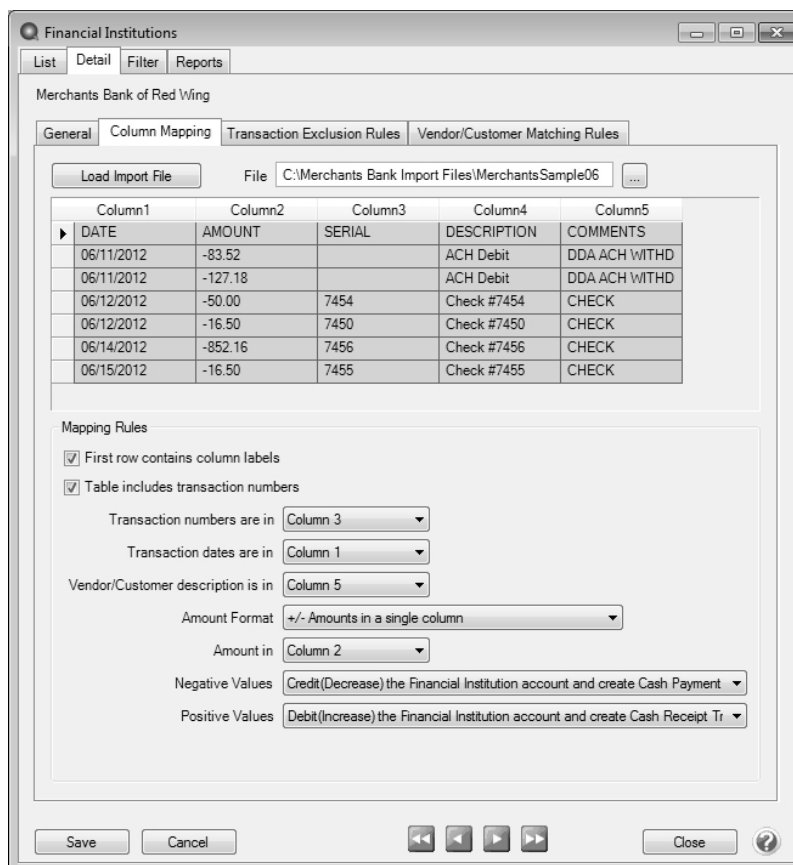 Financial Institutions
List Detail Filter Reports
Merchants Bank of Red Wing
General Column Mapping Transaction Exclusion Rules Vendor/Customer Matching Rules
Load Import File File C:\Merchants Bank Import Files\MerchantsSample06 ...
Column1 Column2 Column3 Column4 Column5
DATE AMOUNT SERIAL DESCRIPTION COMMENTS
06/11/2012 -83.52 ACH Debit DDA ACH WITHD
06/11/2012 -127.18 ACH Debit DDA ACH WITHD
06/12/2012 -50.00 7454 Check #7454 CHECK
06/12/2012 -16.50 7450 Check #7450 CHECK
06/14/2012 -852.16 7456 Check #7456 CHECK
06/15/2012 -16.50 7455 Check #7455 CHECK
Mapping Rules
First row contains column labels
Table includes transaction numbers
Transaction numbers are in Column 3
Transaction dates are in Column 1
Vendor/Customer description is in Column 5
Amount Format +/- Amounts in a single column
Amount in Column 2
Negative Values Credit(Decrease) the Financial Institution account and create Cash Payment
Positive Values Debit(Increase) the Financial Institution account and create Cash Receipt Tr
Save Cancel Close ?